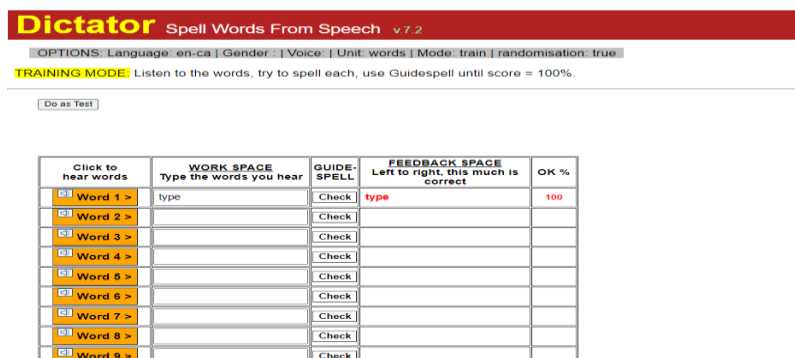 Dictator Spell Words From Speech v.7.2
OPTIONS: Language: en-ca | Gender : | Voice: | Unit: words | Mode: train | randomisation: true
TRAINING MODE: Listen to the words, try to spell each, use Guidespell until score = 100%.
Do as Test
Click to hear words
WORK SPACE
Type the words you hear
GUIDE-SPELL
FEEDBACK SPACE
Left to right, this much is correct
OK %
Word 1 > type Check type 100
Word 2 > Check
Word 3 > Check
Word 4 > Check
Word 5 > Check
Word 6 > Check
Word 7 > Check
Word 8 > Check
Word 9 > Check